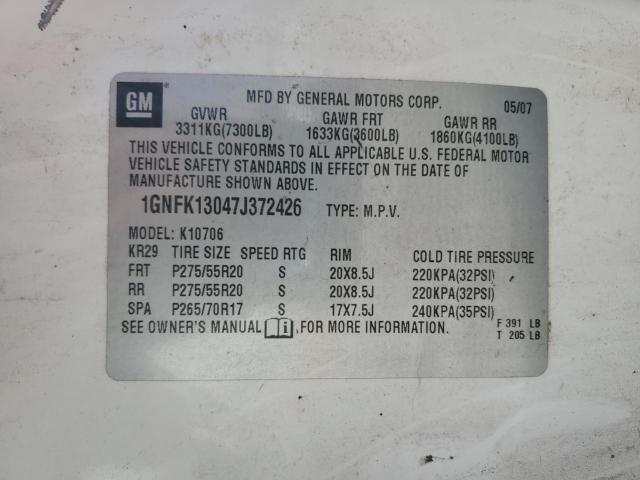 GM
MFD BY GENERAL MOTORS CORP. 05/07
GVWR GAWR FRT GAWR RR
3311KG(7300LB) 1633KG(3600LB) 1860KG(4100LB)
THIS VEHICLE CONFORMS TO ALL APPLICABLE U.S. FEDERAL MOTOR
VEHICLE SAFETY STANDARDS IN EFFECT ON THE DATE OF
MANUFACTURE SHOWN ABOVE.
1GNFK13047J372426 TYPE: M.P.V.
MODEL: K10706
KR29 TIRE SIZE SPEED RTG RIM COLD TIRE PRESSURE
FRT P275/55R20 S 20X8.5J 220KPA(32PSI)
RR P275/55R20 S 20X8.5J 220KPA(32PSI)
SPA P265/70R17 S 17X7.5J 240KPA(35PSI)
SEE OWNER'S MANUAL i FOR MORE INFORMATION.
F 391 LB
T 205 LB